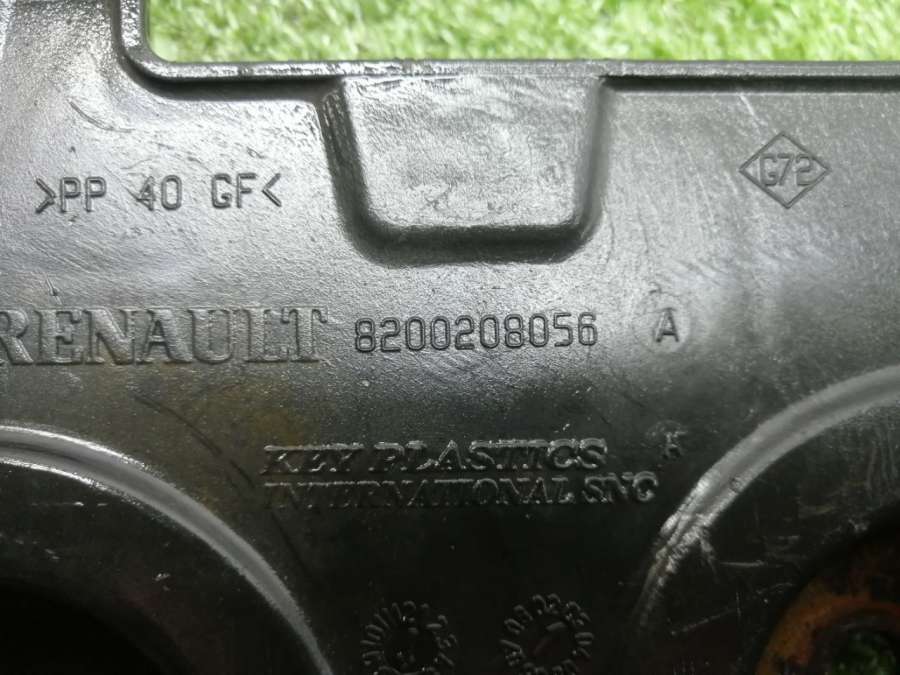 >PP 40 GF<
G72
RENAULT 8200208056 A
KEY PLASTICS
INTERNATIONAL SNC